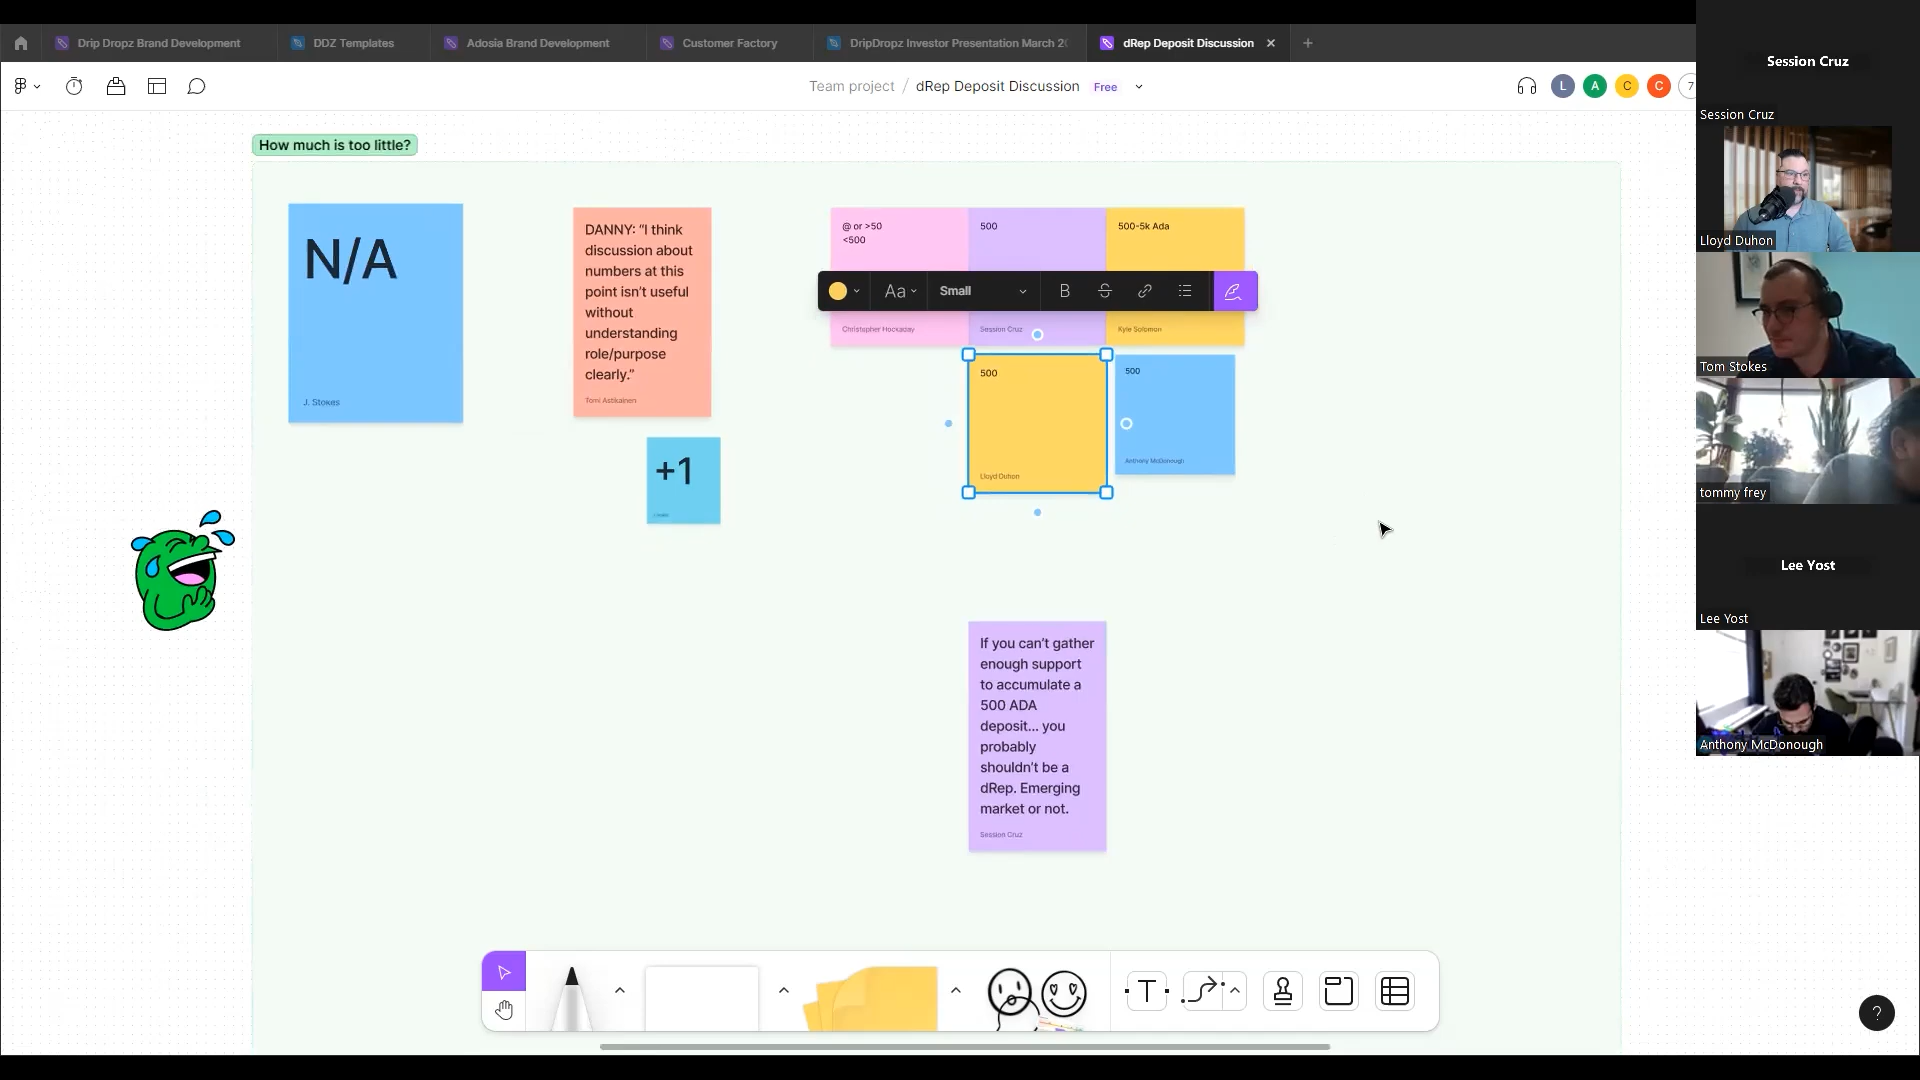 Drip Dropz Brand Development
DDZ Templates
Adosia Brand Development
Customer Factory
DripDropz Investor Presentation March 20
dRep Deposit Discussion
Team project / dRep Deposit Discussion Free
L
A
C
C
7
How much is too little?
N/A
J. Stokes
DANNY: “I think
discussion about
numbers at this
point isn’t useful
without
understanding
role/purpose
clearly.”
Tomi Astikainen
+1
@ or >50
<500
Christopher Hockaday
500
Session Cruz
500-5k Ada
Kyle Solomon
Aa
Small
B
S
500
Lloyd Duhon
500
Anthony McDonough
If you can’t gather
enough support
to accumulate a
500 ADA
deposit... you
probably
shouldn’t be a
dRep. Emerging
market or not.
Session Cruz
T
?
Session Cruz
Session Cruz
Lloyd Duhon
Tom Stokes
tommy frey
Lee Yost
Lee Yost
Anthony McDonough